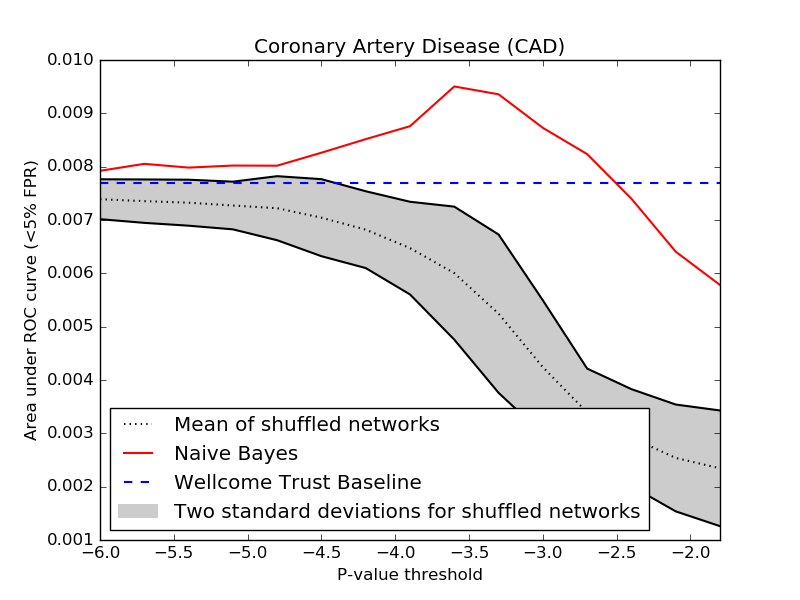 Coronary Artery Disease (CAD)
0.010
0.009
0.008
0.007
0.006
0.005
0.004
0.003
0.002
0.001
Area under ROC curve (<5% FPR)
Mean of shuffled networks
Naive Bayes
Wellcome Trust Baseline
Two standard deviations for shuffled networks
−6.0 −5.5 −5.0 −4.5 −4.0 −3.5 −3.0 −2.5 −2.0
P-value threshold